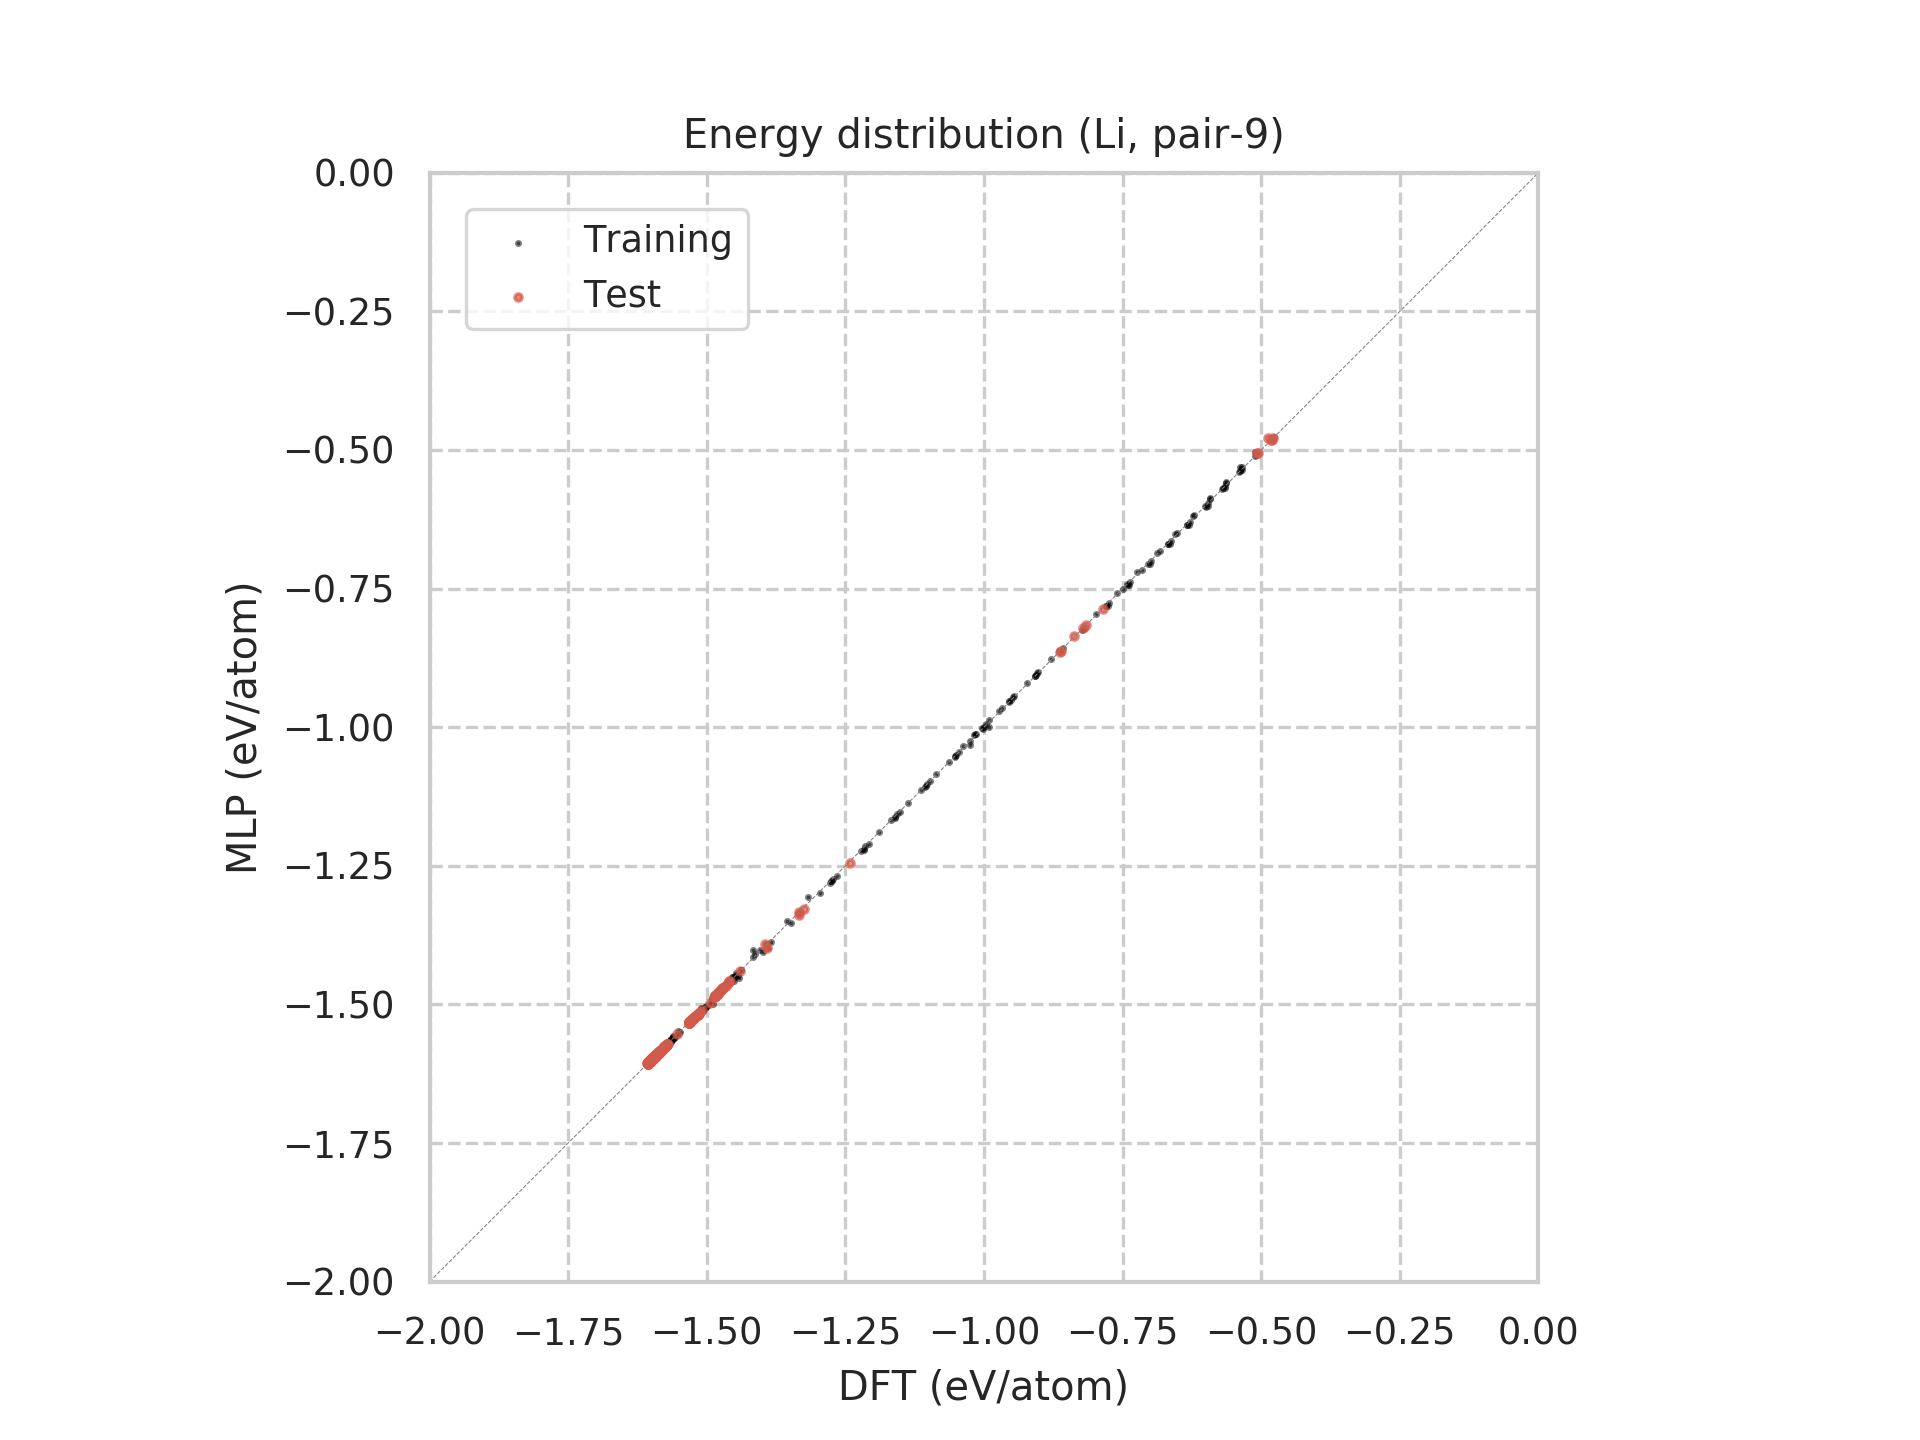 Energy distribution (Li, pair-9)
0.00
−0.25
−0.50
−0.75
−1.00
−1.25
−1.50
−1.75
−2.00
MLP (eV/atom)
Training
Test
−2.00 −1.75 −1.50 −1.25 −1.00 −0.75 −0.50 −0.25 0.00
DFT (eV/atom)